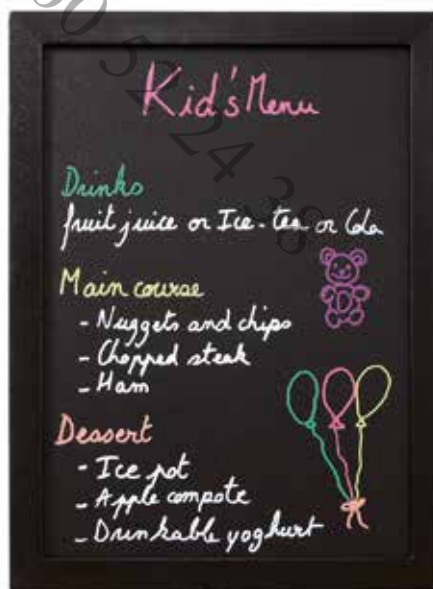 Kid's Menu
Drinks
fruit juice or Ice-tea or Cola
Main course
- Nuggets and chips
- Chopped steak
- Ham
Dessert
- Ice pot
- Apple compote
- Drinkable yoghurt